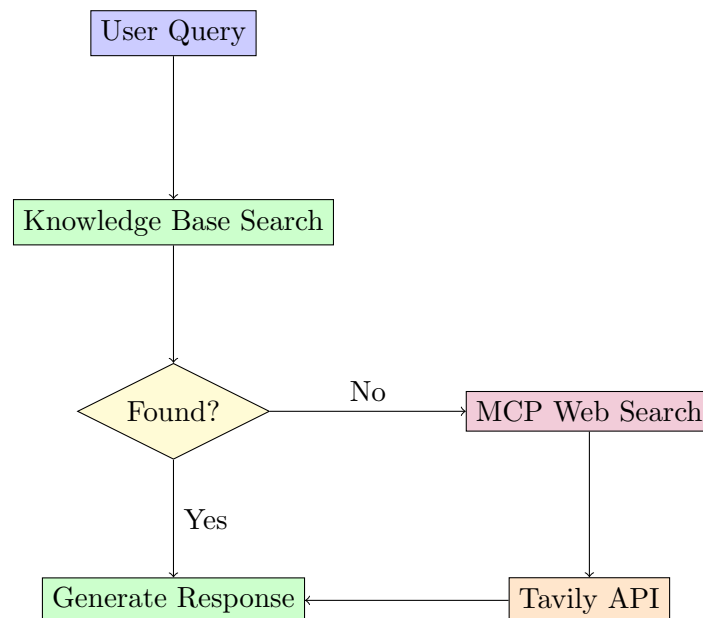 User Query
Knowledge Base Search
Found?
No
MCP Web Search
Yes
Generate Response
Tavily API